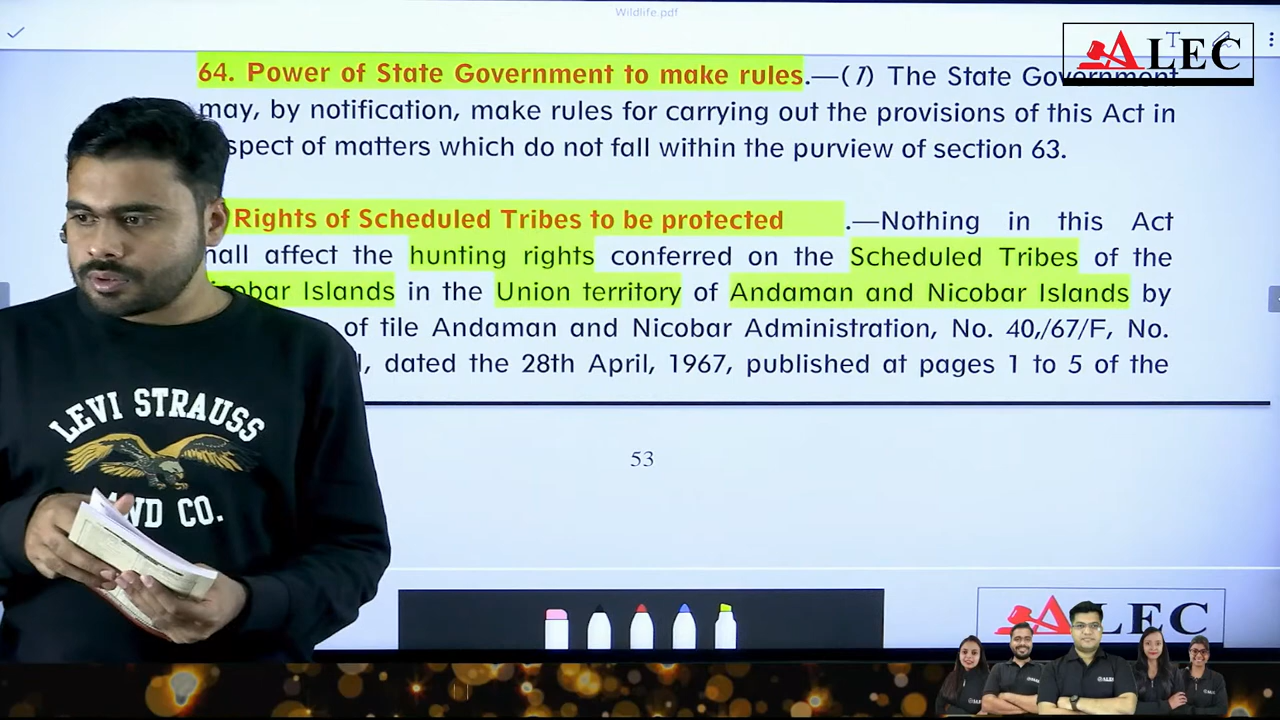 Wildlife.pdf
ALEC
64. Power of State Government to make rules.—(1) The State Government
may, by notification, make rules for carrying out the provisions of this Act in
spect of matters which do not fall within the purview of section 63.
Rights of Scheduled Tribes to be protected .—Nothing in this Act
hall affect the hunting rights conferred on the Scheduled Tribes of the
icobar Islands in the Union territory of Andaman and Nicobar Islands by
of tile Andaman and Nicobar Administration, No. 40,/67/F, No.
, dated the 28th April, 1967, published at pages 1 to 5 of the
53
LEVI STRAUSS
AND CO.
ALEC